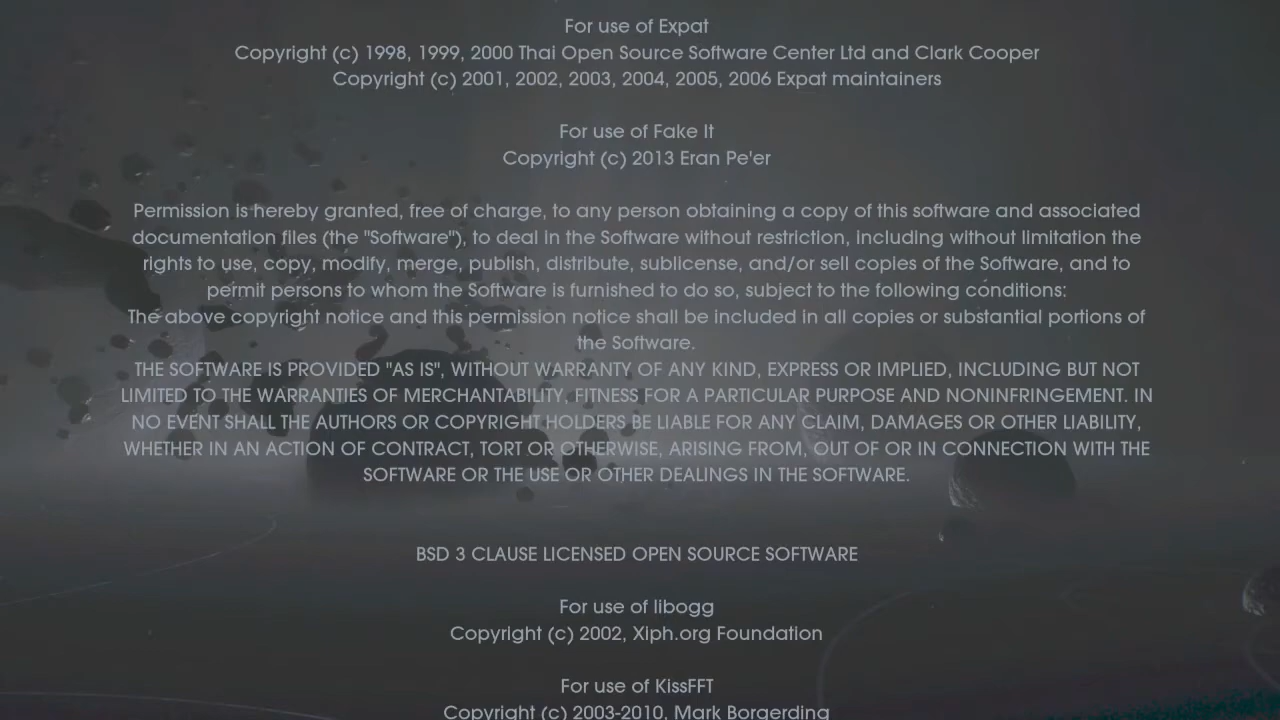 For use of Expat
Copyright (c) 1998, 1999, 2000 Thai Open Source Software Center Ltd and Clark Cooper
Copyright (c) 2001, 2002, 2003, 2004, 2005, 2006 Expat maintainers
For use of Fake It
Copyright (c) 2013 Eran Pe'er
Permission is hereby granted, free of charge, to any person obtaining a copy of this software and associated
documentation files (the "Software"), to deal in the Software without restriction, including without limitation the
rights to use, copy, modify, merge, publish, distribute, sublicense, and/or sell copies of the Software, and to
permit persons to whom the Software is furnished to do so, subject to the following conditions:
The above copyright notice and this permission notice shall be included in all copies or substantial portions of
the Software.
THE SOFTWARE IS PROVIDED "AS IS", WITHOUT WARRANTY OF ANY KIND, EXPRESS OR IMPLIED, INCLUDING BUT NOT
LIMITED TO THE WARRANTIES OF MERCHANTABILITY, FITNESS FOR A PARTICULAR PURPOSE AND NONINFRINGEMENT. IN
NO EVENT SHALL THE AUTHORS OR COPYRIGHT HOLDERS BE LIABLE FOR ANY CLAIM, DAMAGES OR OTHER LIABILITY,
WHETHER IN AN ACTION OF CONTRACT, TORT OR OTHERWISE, ARISING FROM, OUT OF OR IN CONNECTION WITH THE
SOFTWARE OR THE USE OR OTHER DEALINGS IN THE SOFTWARE.
BSD 3 CLAUSE LICENSED OPEN SOURCE SOFTWARE
For use of libogg
Copyright (c) 2002, Xiph.org Foundation
For use of KissFFT
Copyright (c) 2003-2010, Mark Borgerding